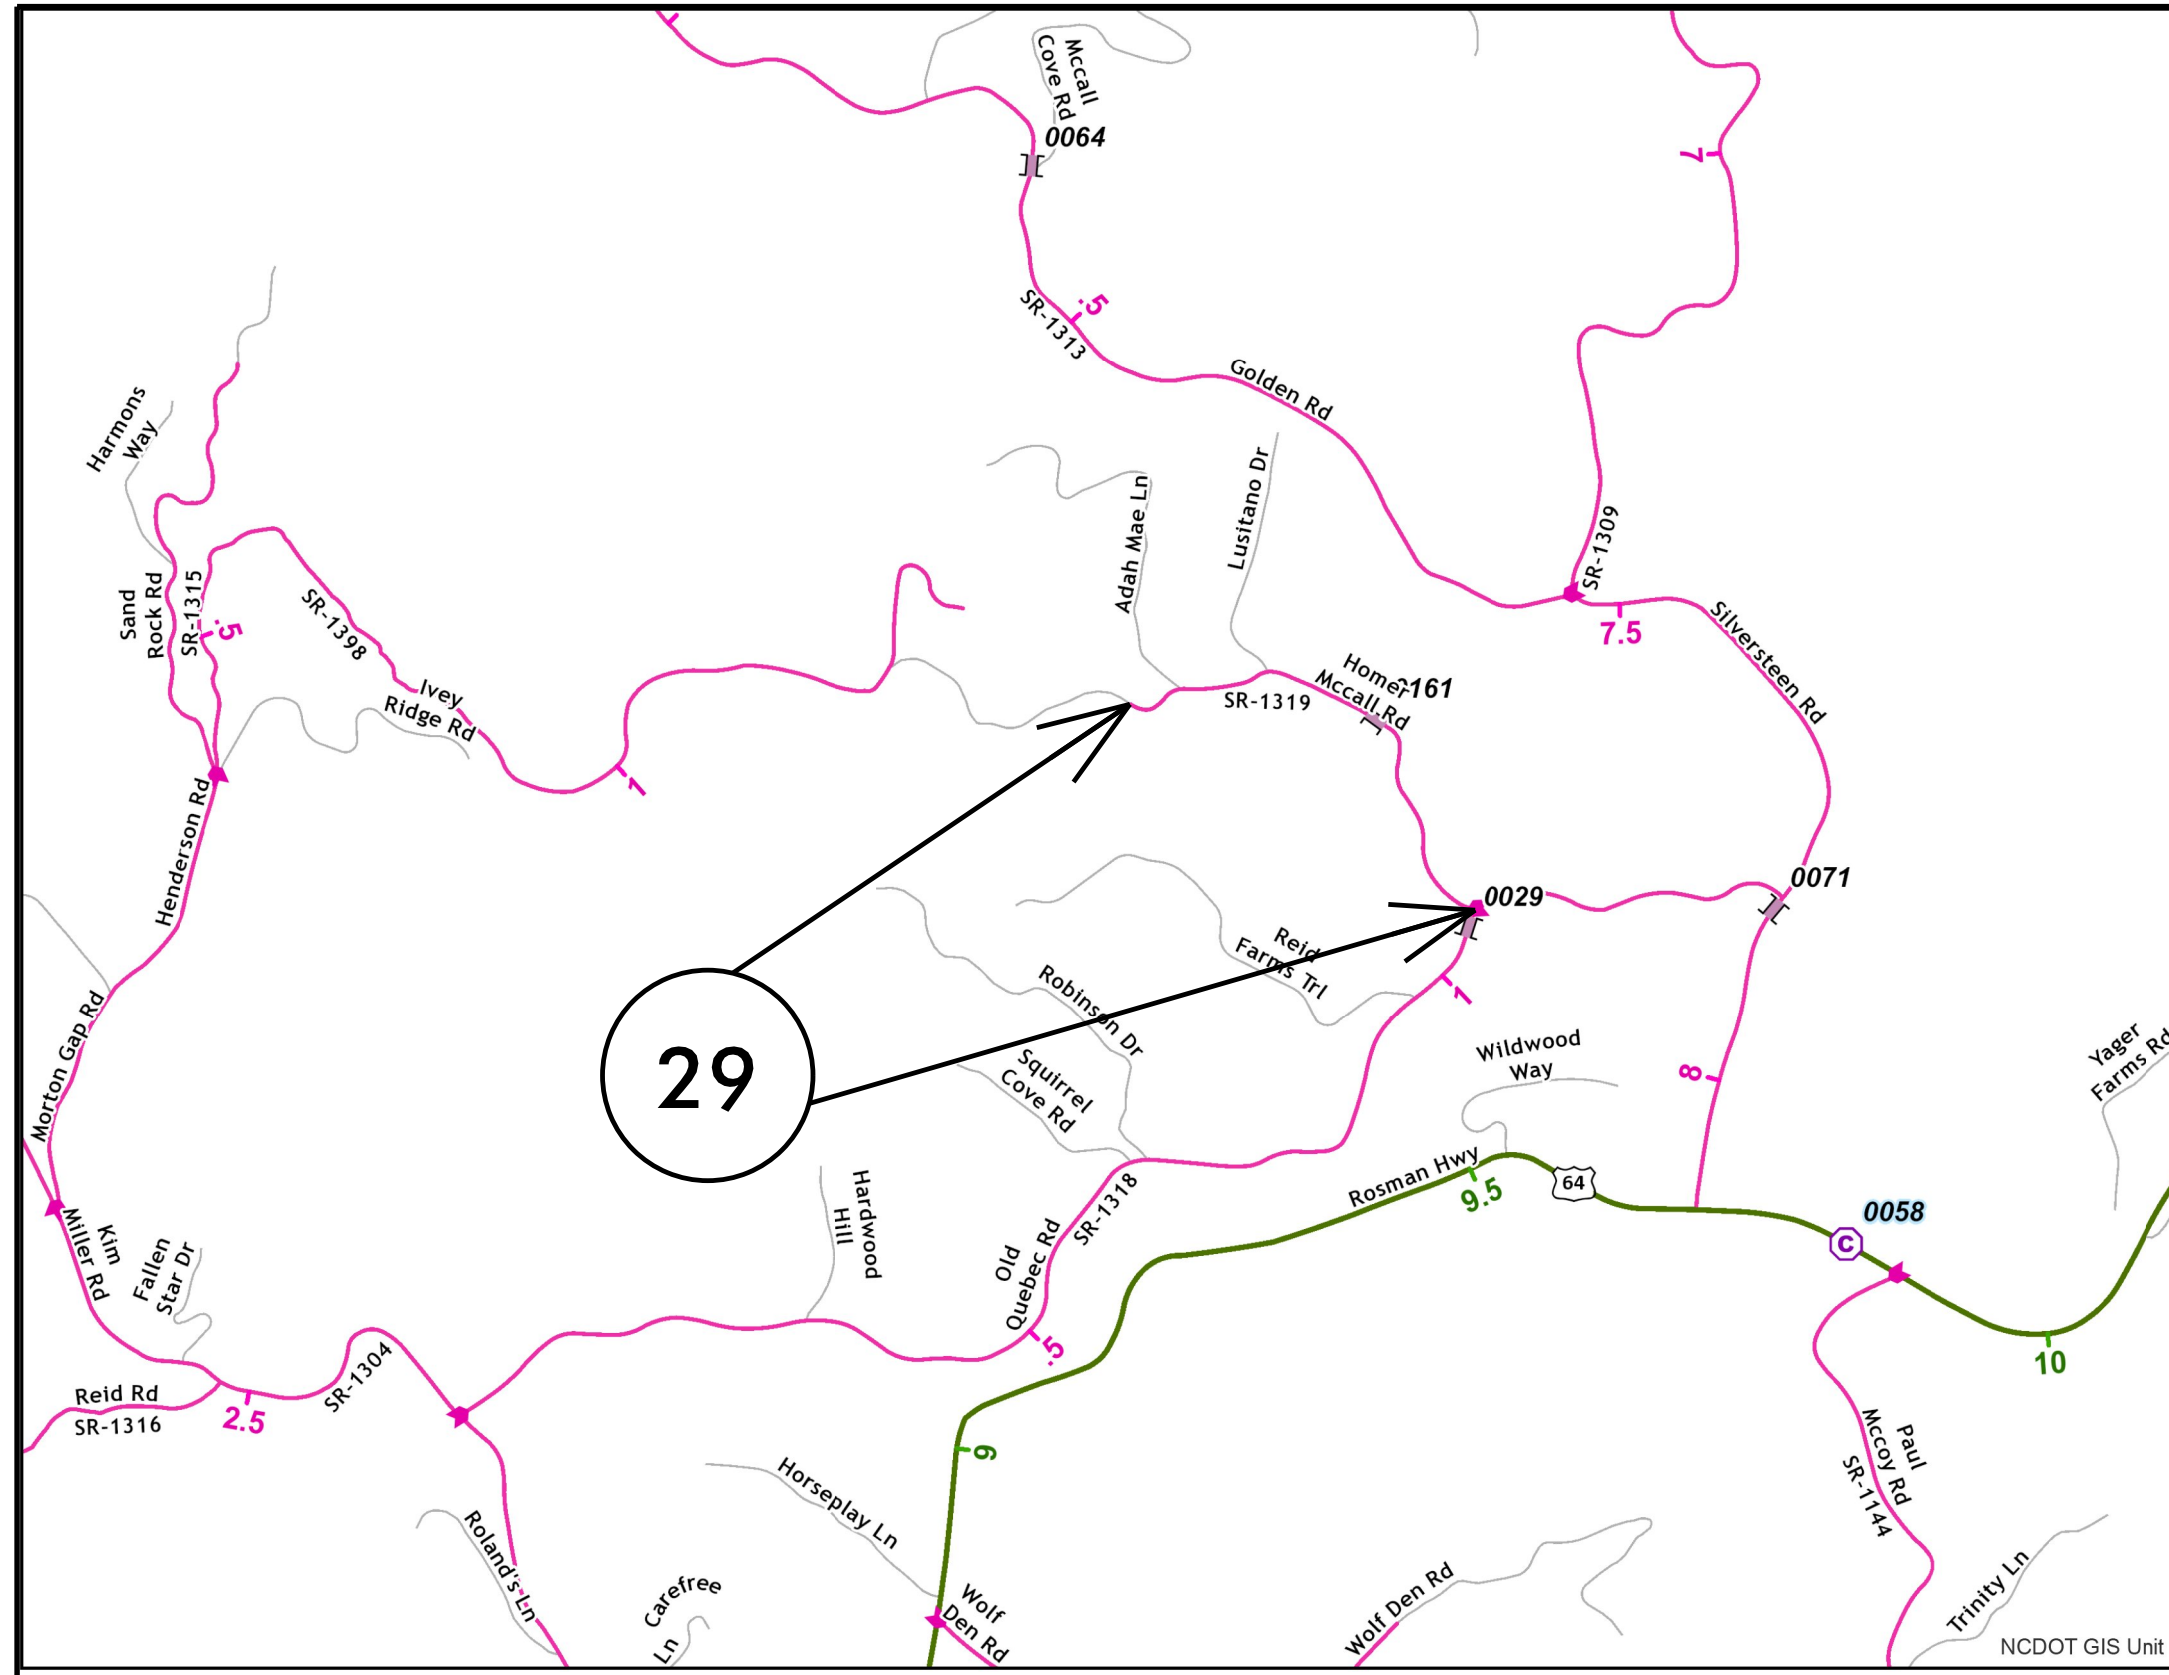 Mccall
Cove Rd
0064
7
.5
SR-1313
Golden Rd
Harmons
Way
Lusitano Dr
Adah Mae Ln
SR-1309
7.5
Silversteen Rd
Sand
Rock Rd
SR-1315
.5
SR-1398
Ivey
Ridge Rd
Homer
Mccall Rd
161
SR-1319
1
Henderson Rd
0071
0029
Reid
Farms Trl
1
Robinson Dr
Squirrel
Cove Rd
29
Morton Gap Rd
Wildwood
Way
8
Yager
Farms Rd
Rosman Hwy
9.5
64
0058
C
Hardwood
Hill
SR-1318
Old
Quebec Rd
.5
Kim
Miller Rd
Fallen
Star Dr
10
SR-1304
Reid Rd
SR-1316
2.5
9
Paul
Mccoy Rd
SR-1144
Horseplay Ln
Roland's Ln
Carefree
Ln
Wolf
Den Rd
Wolf Den Rd
Trinity Ln
NCDOT GIS Unit